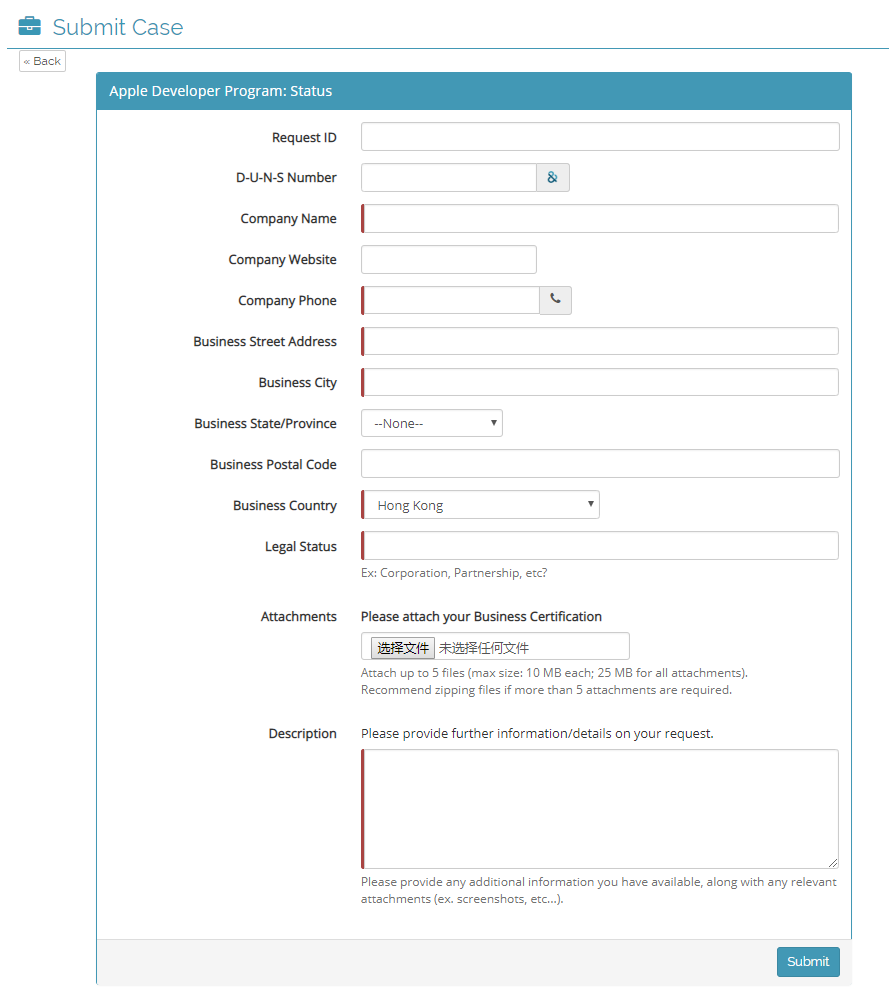 Submit Case
« Back
Apple Developer Program: Status
Request ID
D-U-N-S Number
&
Company Name
Company Website
Company Phone
Business Street Address
Business City
Business State/Province
--None--
Business Postal Code
Business Country
Hong Kong
Legal Status
Ex: Corporation, Partnership, etc?
Attachments
Please attach your Business Certification
选择文件 未选择任何文件
Attach up to 5 files (max size: 10 MB each; 25 MB for all attachments).
Recommend zipping files if more than 5 attachments are required.
Description
Please provide further information/details on your request.
Please provide any additional information you have available, along with any relevant
attachments (ex. screenshots, etc...).
Submit